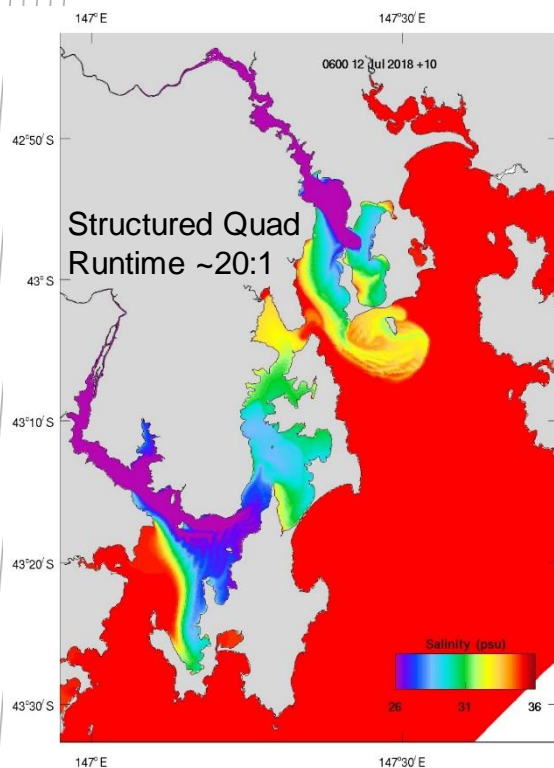 147° E
147°30′ E
0600 12 Jul 2018 +10
42°50′ S
Structured Quad
Runtime ~20:1
43° S
43°10′ S
43°20′ S
Salinity (psu)
26
31
36
43°30′ S
147° E
147°30′ E